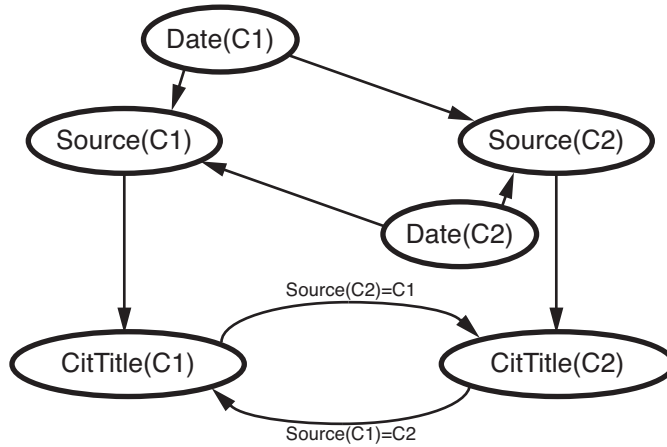 Date(C1)
Source(C1)
Source(C2)
Date(C2)
Source(C2)=C1
CitTitle(C1)
CitTitle(C2)
Source(C1)=C2